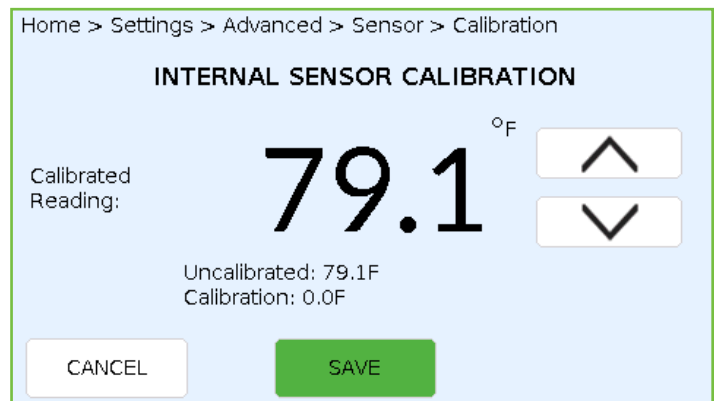 Home > Settings > Advanced > Sensor > Calibration
INTERNAL SENSOR CALIBRATION
Calibrated
Reading:
79.1 °F
Uncalibrated: 79.1F
Calibration: 0.0F
CANCEL
SAVE